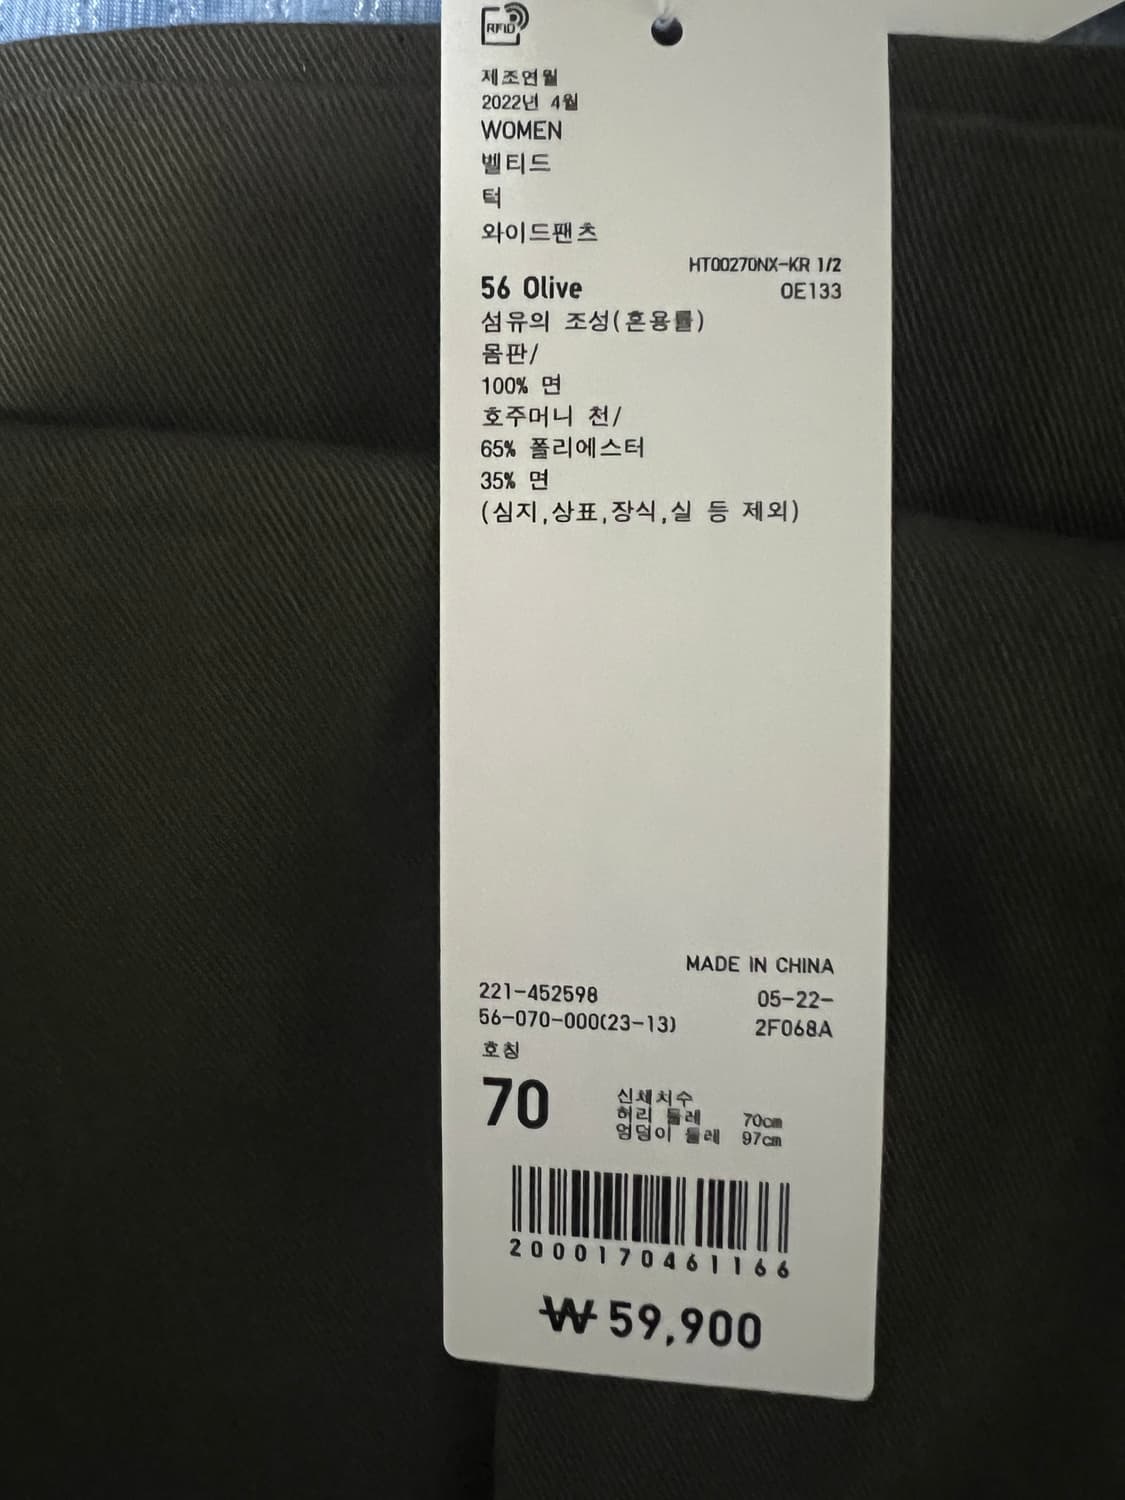 RFID
제조연월
2022년 4월
WOMEN
벨티드
턱
와이드팬츠
HT00270NX-KR 1/2
56 Olive
OE133
섬유의 조성(혼용률)
몸판/
100% 면
호주머니 천/
65% 폴리에스터
35% 면
(심지,상표,장식,실 등 제외)
MADE IN CHINA
221-452598
05-22-
56-070-000(23-13)
2F068A
호칭
70
신체치수
허리 둘레 70cm
엉덩이 둘레 97cm
2000170461166
₩59,900